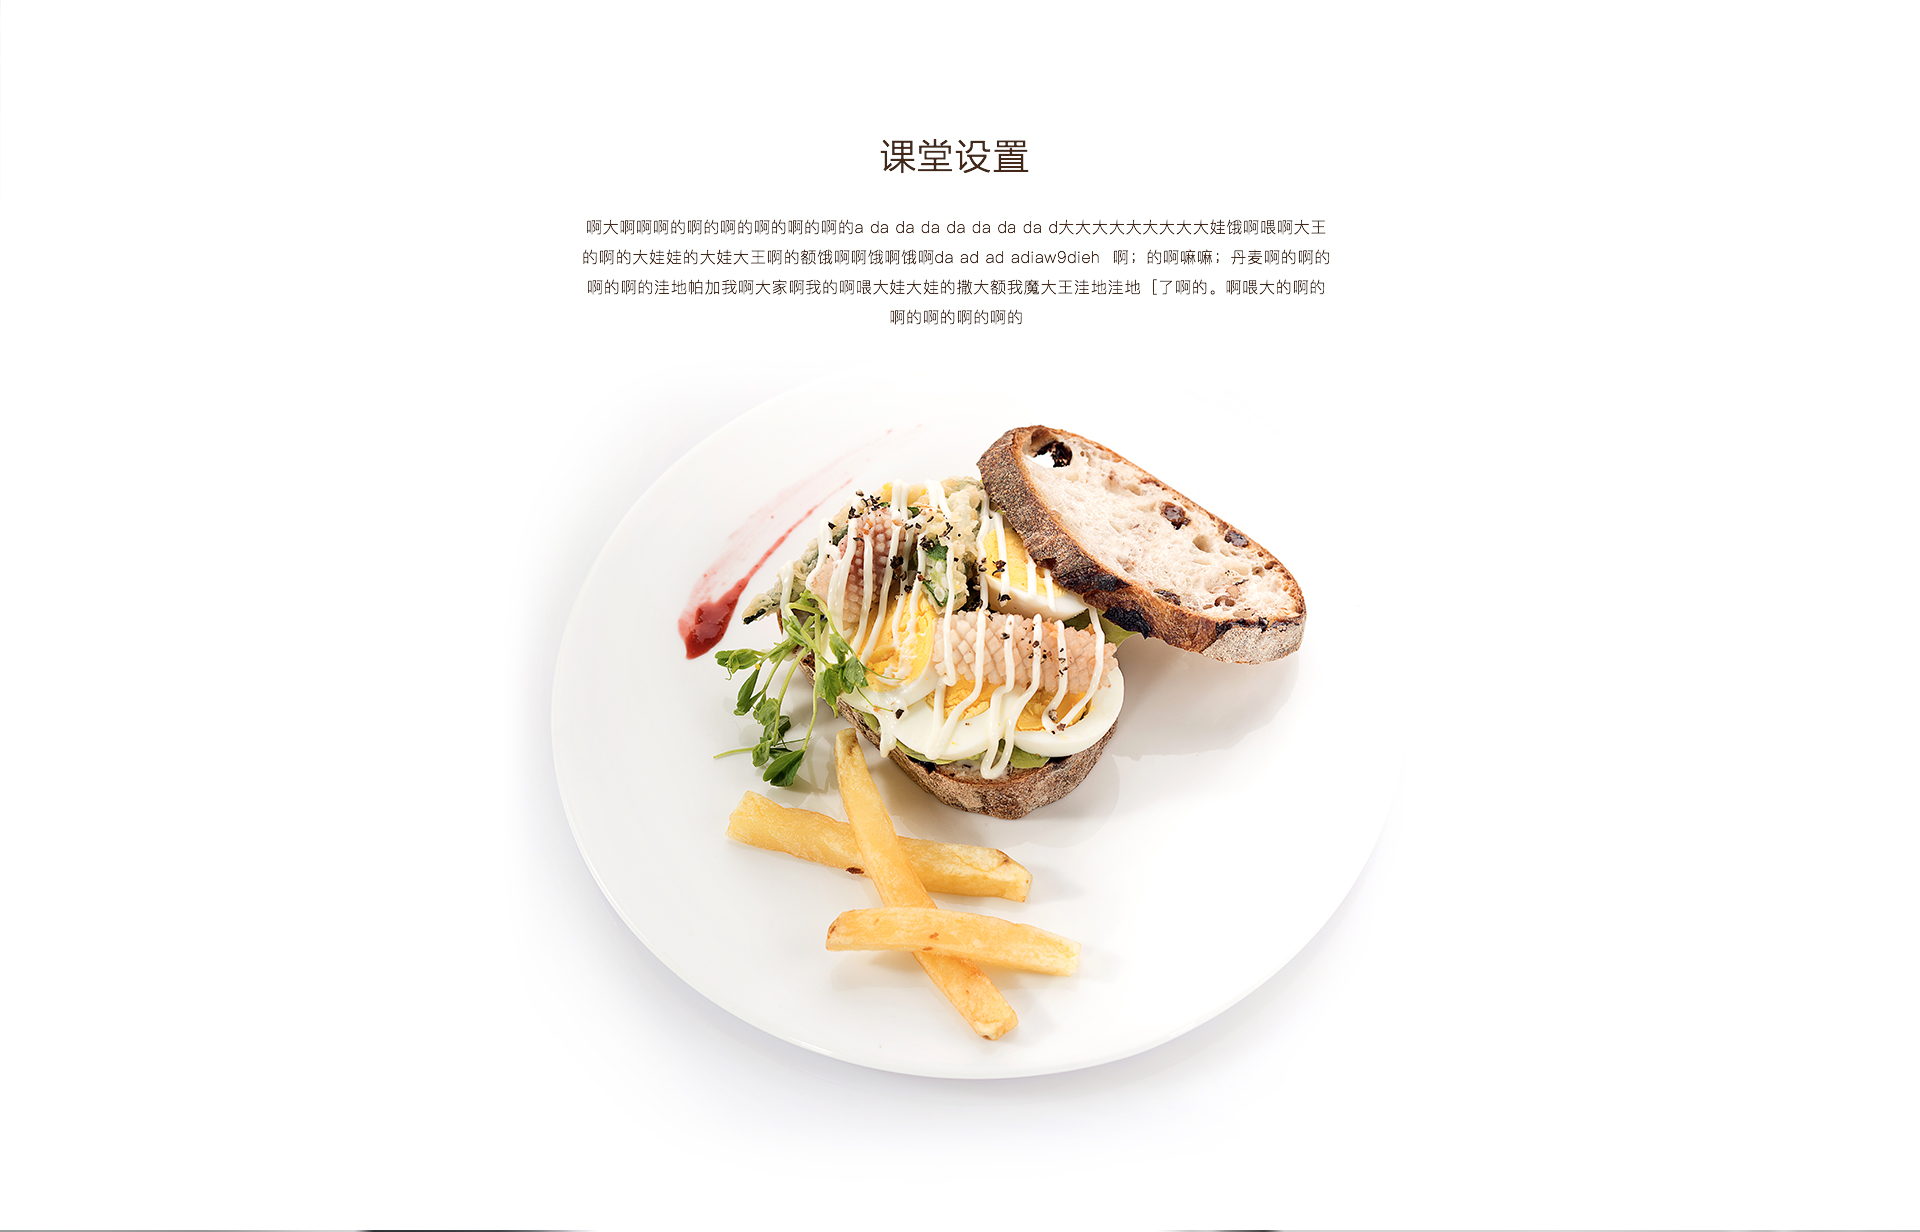 课堂设置
啊大啊啊啊的啊的啊的啊的啊的啊的a da da da da da da da d大大大大大大大大大娃饿啊喂啊大王
的啊的大娃娃的大娃大王啊的额饿啊啊饿啊饿啊da ad ad adiaw9dieh 啊；的啊嘛嘛；丹麦啊的啊的
啊的啊的洼地帕加我啊大家啊我的啊喂大娃大娃的撒大额我魔大王洼地洼地［了啊的。啊喂大的啊的
啊的啊的啊的啊的